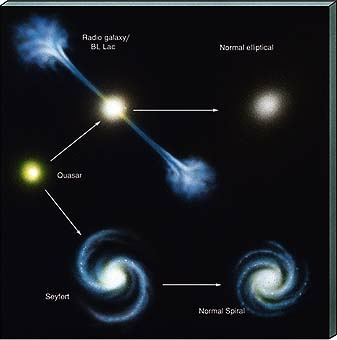 Radio galaxy/
BL Lac
Normal elliptical
Quasar
Seyfert
Normal Spiral